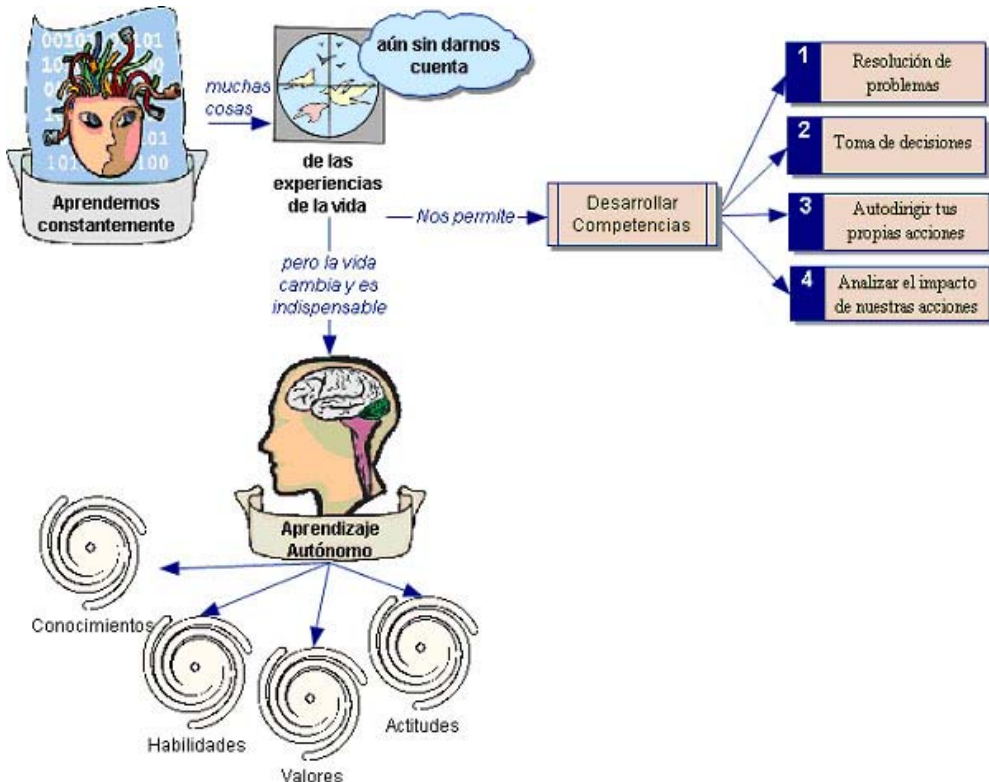 00101 00101
Aprendemos
constantemente
muchas
cosas
aún sin darnos
cuenta
de las
experiencias
de la vida
Nos permite
Desarrollar
Competencias
1
Resolución de
problemas
2
Toma de decisiones
3
Autodirigir tus
propias acciones
4
Analizar el impacto
de nuestras acciones
pero la vida
cambia y es
indispensable
Aprendizaje
Autónomo
Conocimientos
Habilidades
Valores
Actitudes